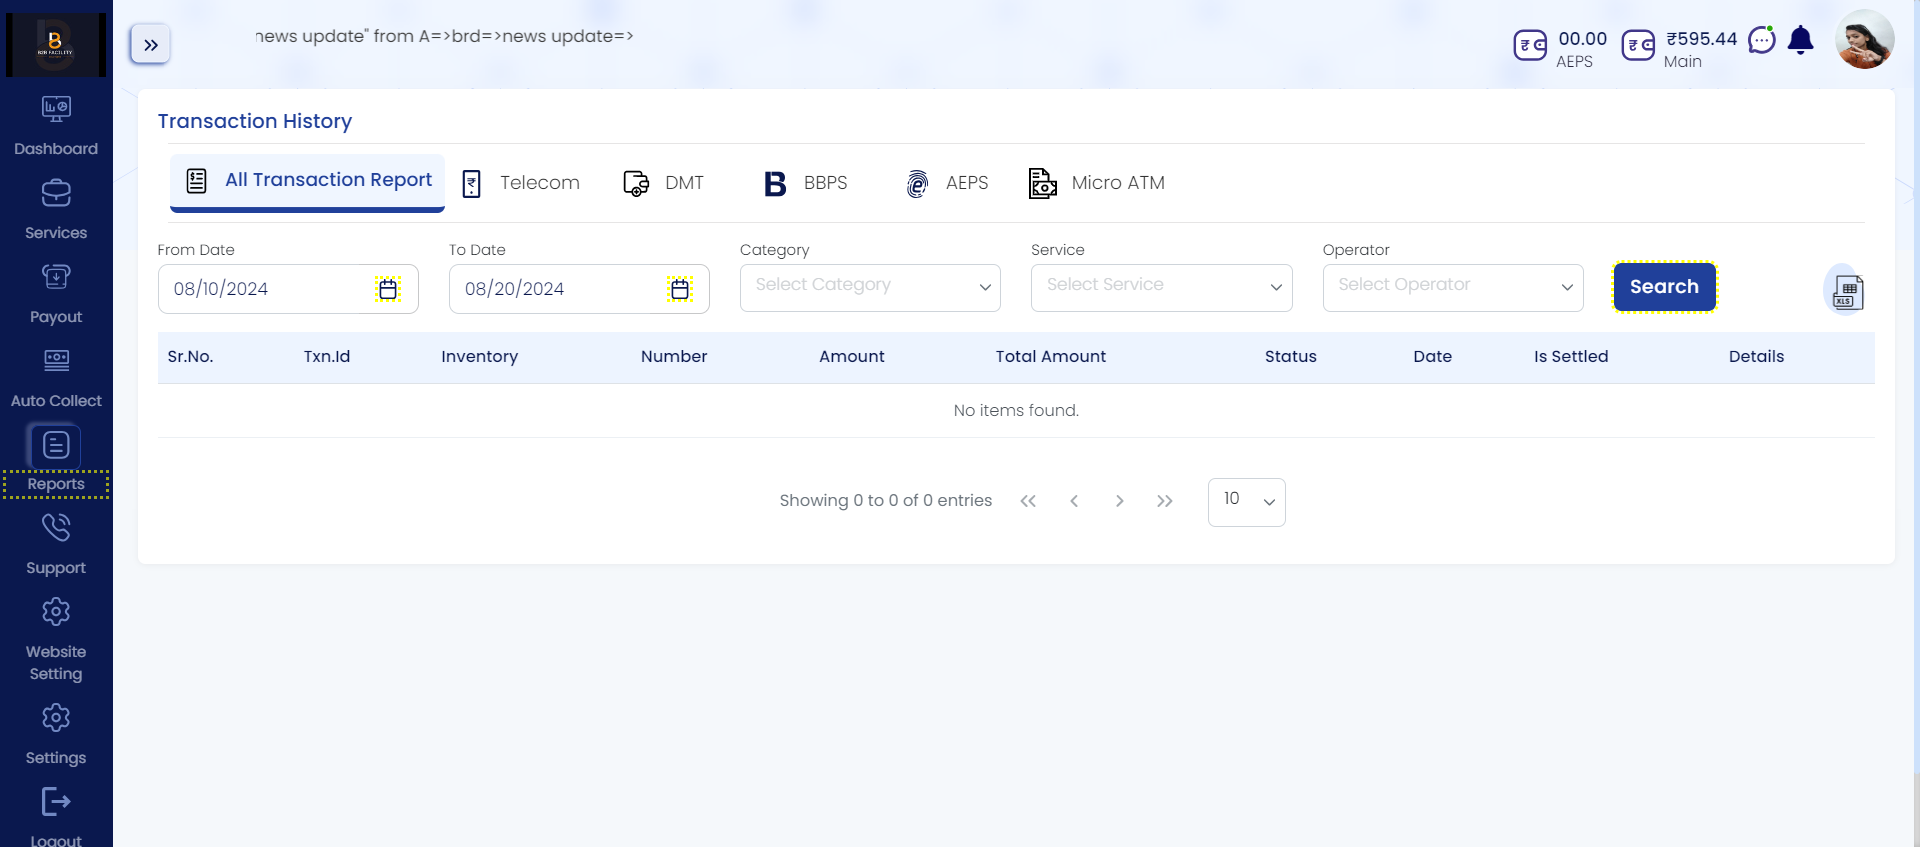 B2B FACILITY
news update" from A=>brd=>news update=>
00.00
AEPS
₹595.44
Main
Dashboard
Services
Payout
Auto Collect
Reports
Support
Website
Setting
Settings
Logout
Transaction History
All Transaction Report
Telecom
DMT
BBPS
AEPS
Micro ATM
From Date
To Date
Category
Service
Operator
08/10/2024
08/20/2024
Select Category
Select Service
Select Operator
Search
XLS
Sr.No. Txn.Id Inventory Number Amount Total Amount Status Date Is Settled Details
No items found.
Showing 0 to 0 of 0 entries
10